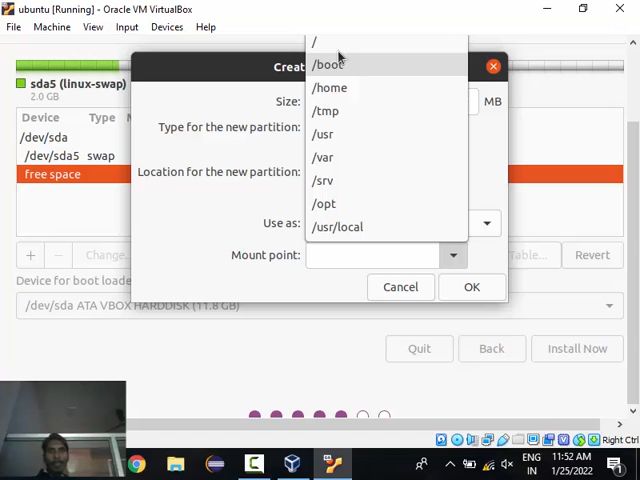 ubuntu [Running] - Oracle VM VirtualBox
File Machine View Input Devices Help
/
/boot
/home
/tmp
/usr
/var
/srv
/opt
/usr/local
Creat
Size: MB
Type for the new partition:
Location for the new partition:
Use as:
Mount point:
Cancel OK
sda5 (linux-swap)
2.0 GB
Device Type
/dev/sda
/dev/sda5 swap
free space
+ - Change... Table... Revert
Device for boot loade
/dev/sda ATA VBOX HARDDISK (11.8 GB)
Quit Back Install Now
Right Ctrl
ENG
IN
11:52 AM
1/25/2022
1